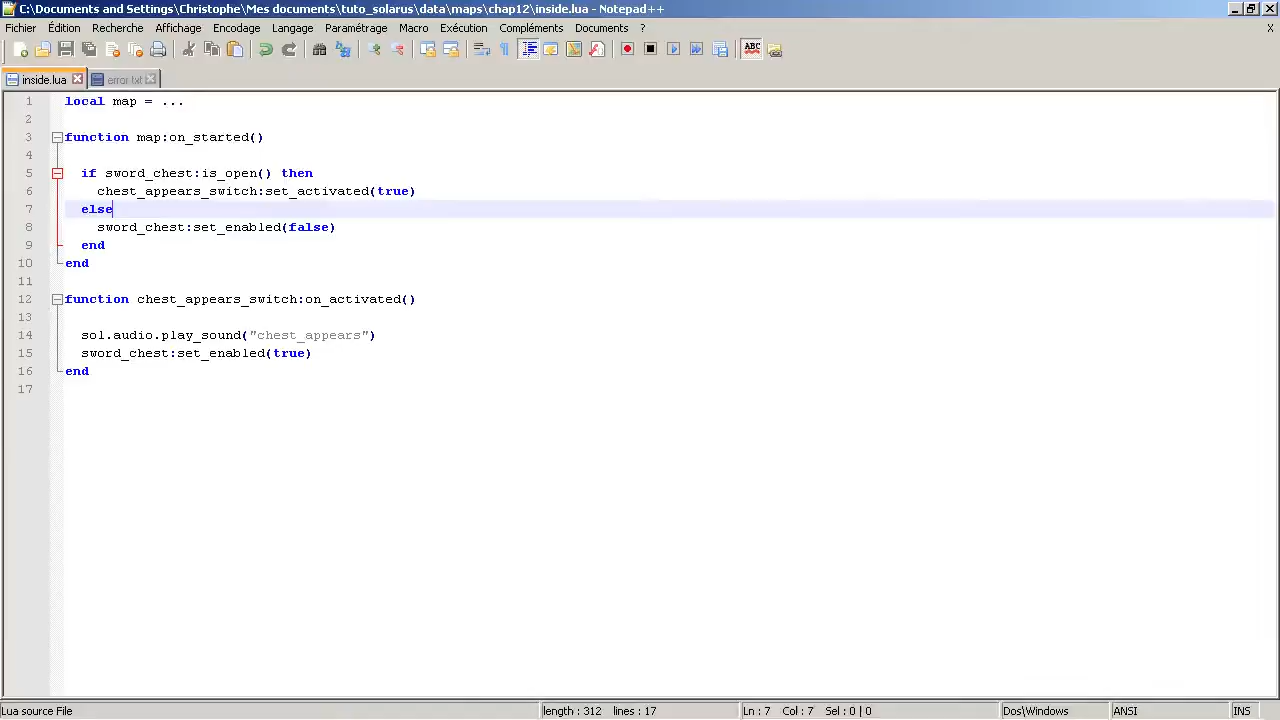 C:\Documents and Settings\Christophe\Mes documents\tuto_solarus\data\maps\chap12\inside.lua - Notepad++
Fichier Édition Recherche Affichage Encodage Langage Paramétrage Macro Exécution Compléments Documents ? X
ABC
inside.lua error.txt
1 local map = ...
2
3 function map:on_started()
4
5 if sword_chest:is_open() then
6 chest_appears_switch:set_activated(true)
7 else
8 sword_chest:set_enabled(false)
9 end
10 end
11
12 function chest_appears_switch:on_activated()
13
14 sol.audio.play_sound("chest_appears")
15 sword_chest:set_enabled(true)
16 end
17
Lua source File length : 312 lines : 17 Ln : 7 Col : 7 Sel : 0 | 0 Dos\Windows ANSI INS